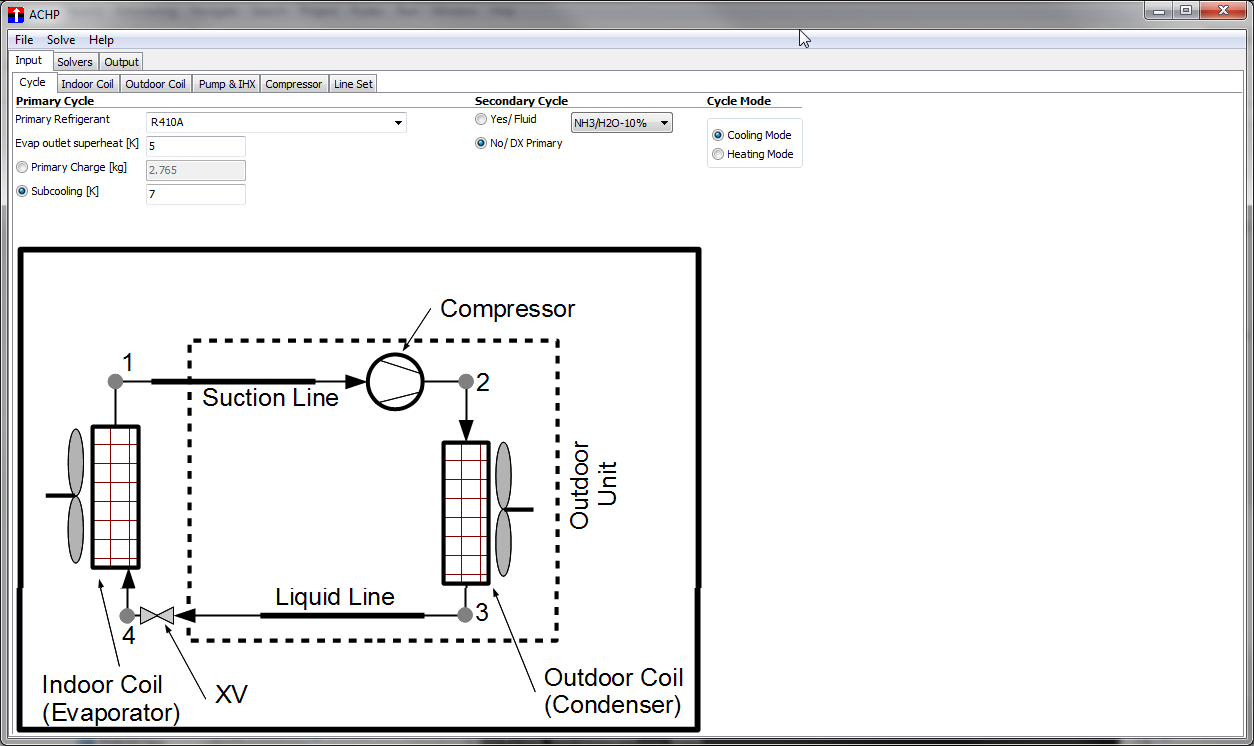 ACHP
File Solve Help
Input Solvers Output
Cycle Indoor Coil Outdoor Coil Pump & IHX Compressor Line Set
Primary Cycle
Primary Refrigerant R410A
Evap outlet superheat [K] 5
Primary Charge [kg] 2.765
Subcooling [K] 7
Secondary Cycle
Yes/ Fluid NH3/H2O-10%
No/ DX Primary
Cycle Mode
Cooling Mode
Heating Mode
Compressor
1
Suction Line
2
Outdoor
Unit
Liquid Line
3
4
Indoor Coil
(Evaporator)
XV
Outdoor Coil
(Condenser)